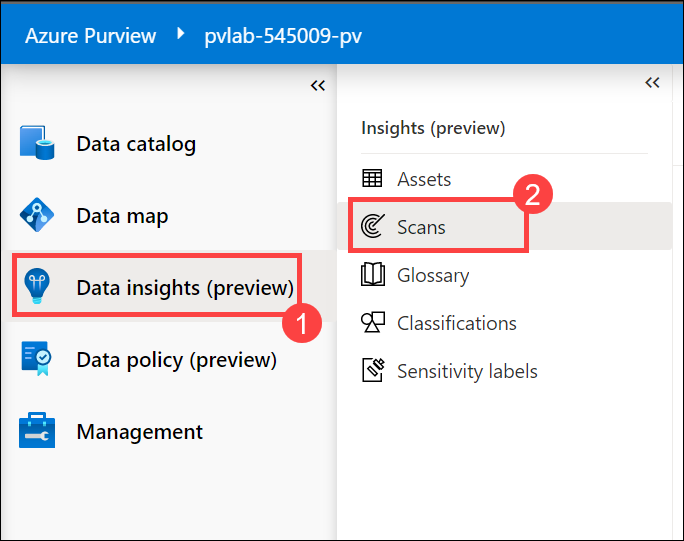 Azure Purview pvlab-545009-pv
Data catalog
Data map
Data insights (preview)
1
Data policy (preview)
Management
Insights (preview)
Assets
2
Scans
Glossary
Classifications
Sensitivity labels